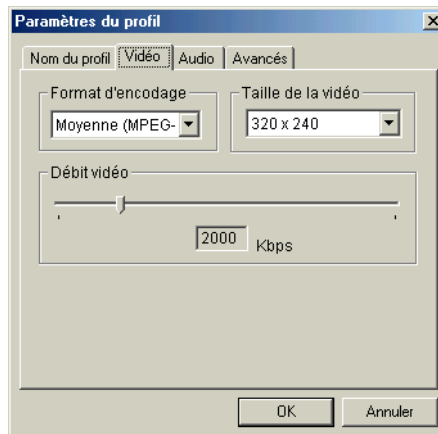 Paramètres du profil
Nom du profil Vidéo Audio Avancés
Format d'encodage Taille de la vidéo
Moyenne (MPEG- 320 x 240
Débit vidéo
2000 Kbps
OK Annuler